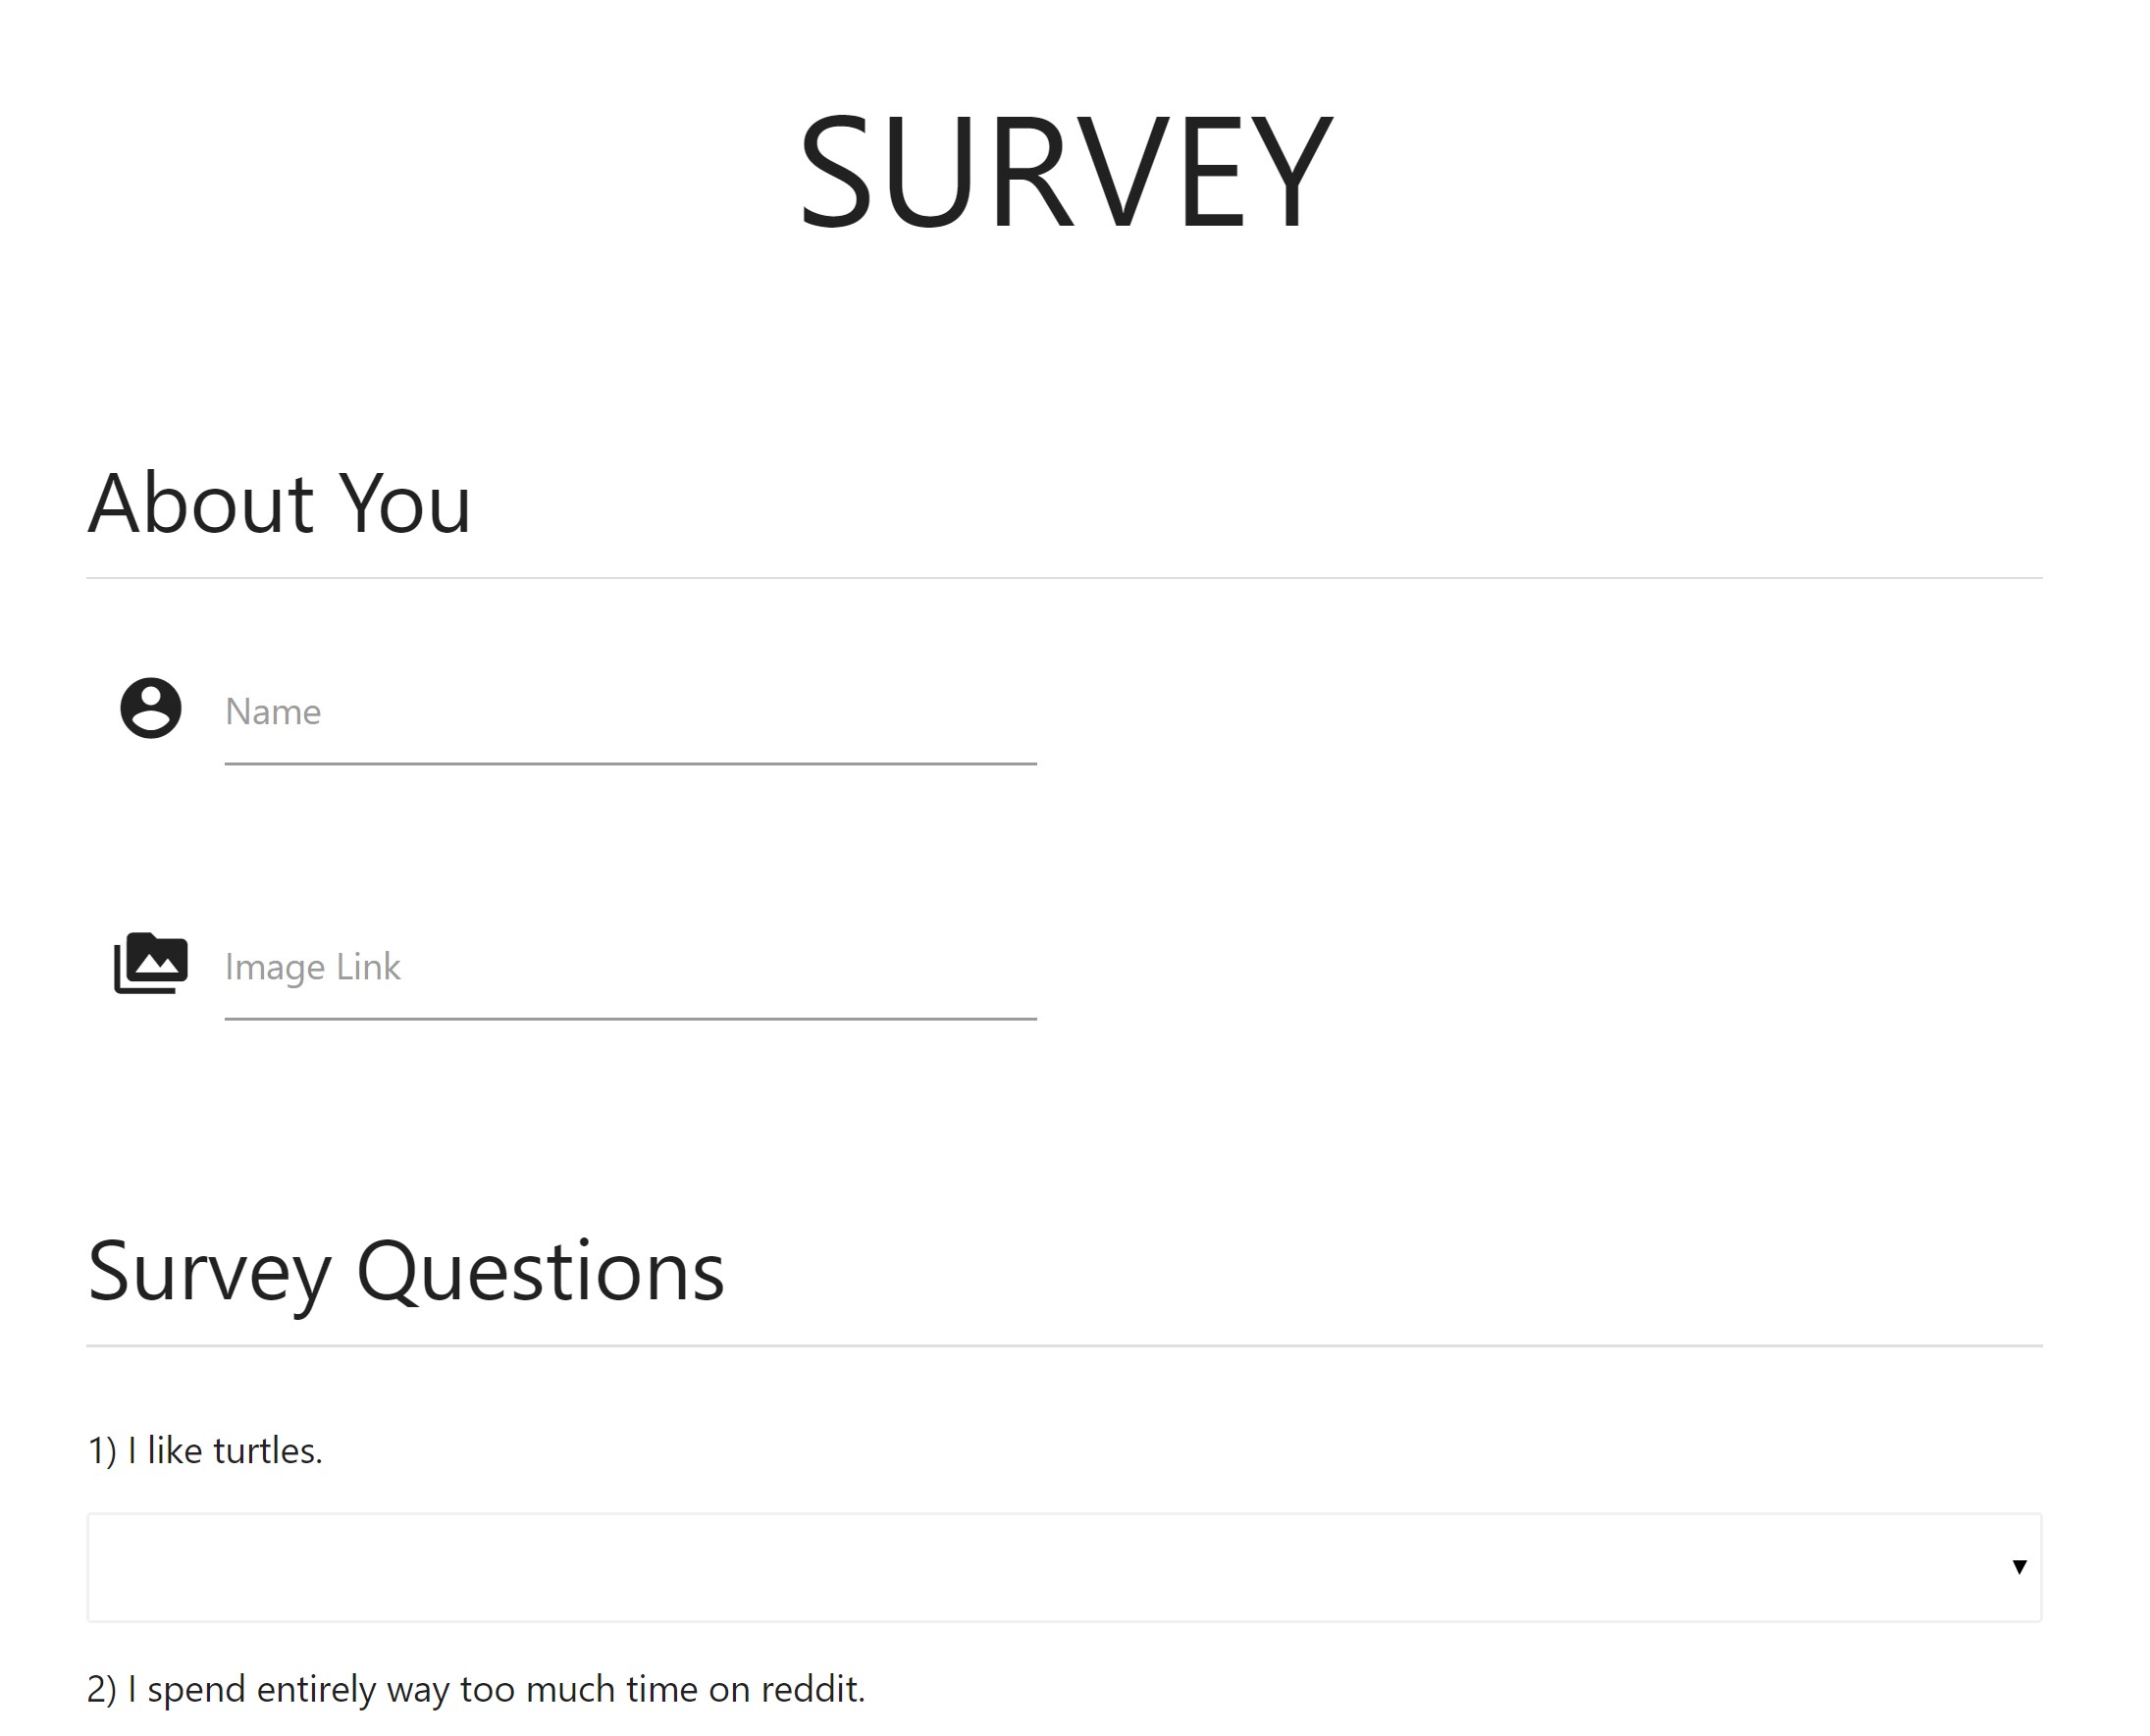 SURVEY
About You
Name
Image Link
Survey Questions
1) I like turtles.
2) I spend entirely way too much time on reddit.